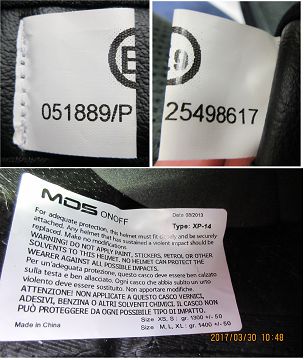 E
051889/P
9
25498617
MDS ONOFF
Date 08/2013
Type: XP-14
For adequate protection, this helmet must fit closely and be securely
attached. Any helmet that has sustained a violent impact should be
replaced. Make no modifications
WARNING! DO NOT APPLY PAINT, STICKERS, PETROL OR OTHER
SOLVENTS TO THIS HELMET. NO HELMET CAN PROTECT THE
WEARER AGAINST ALL POSSIBLE IMPACTS.
Per un'adeguata protezione, questo casco deve essere ben calzato
sulla testa e ben allacciato. Ogni casco che abbia subito un urto
violento deve essere sostituito. Non apportare modifiche.
ATTENZIONE! NON APPLICATE A QUESTO CASCO VERNICI,
ADESIVI, BENZINA O ALTRI SOLVENTI CHIMICI. IL CASCO NON
PUÒ PROTEGGERE DA OGNI POSSIBILE TIPO DI IMPATTO.
Size XS, S: gr. 1300 +/- 50
Made in China
Size M, L, XL: gr. 1400 +/- 50
2017/03/30 10:48